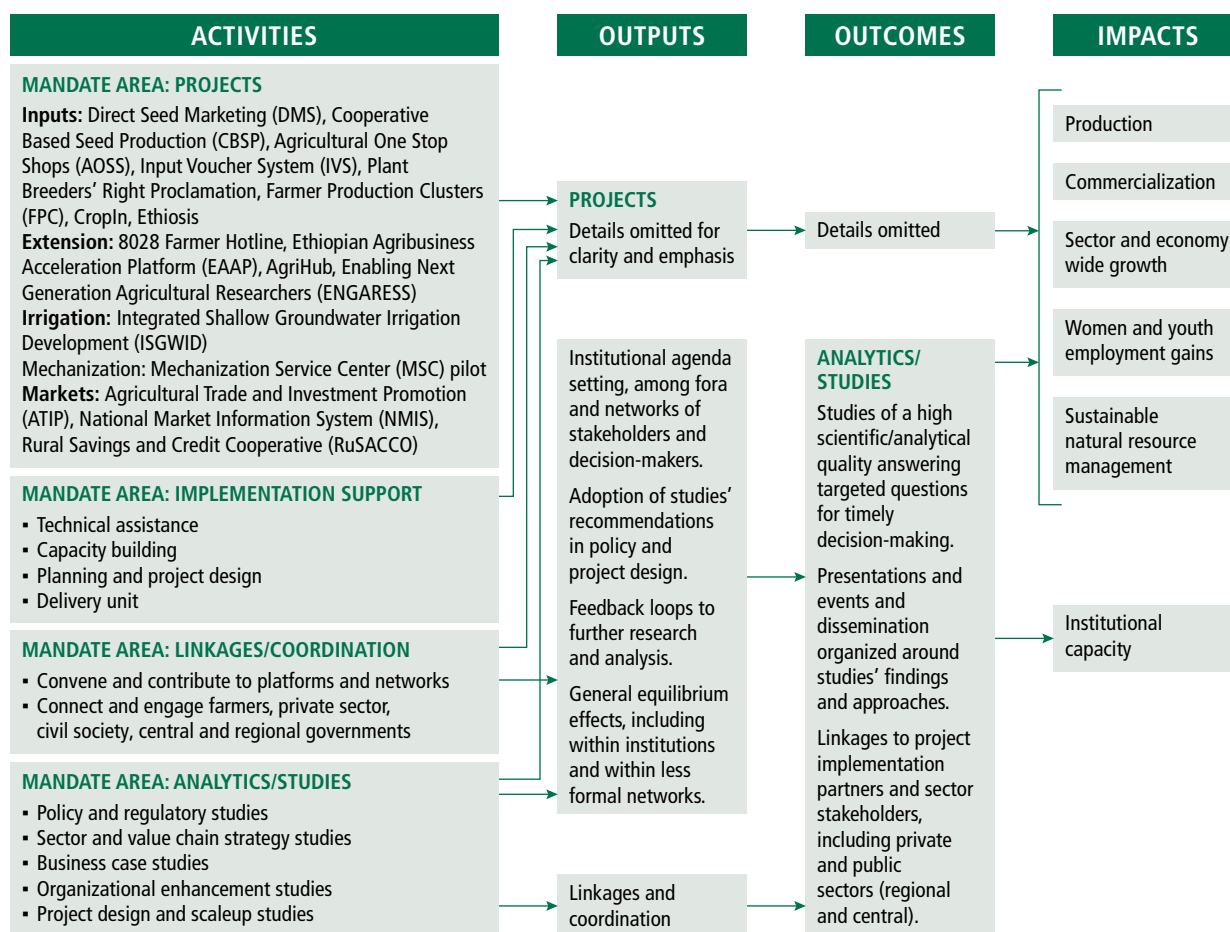 ACTIVITIES
MANDATE AREA: PROJECTS
Inputs: Direct Seed Marketing (DMS), Cooperative
Based Seed Production (CBSP), Agricultural One Stop
Shops (AOSS), Input Voucher System (IVS), Plant
Breeders' Right Proclamation, Farmer Production Clusters
(FPC), CropIn, Ethiosis
Extension: 8028 Farmer Hotline, Ethiopian Agribusiness
Acceleration Platform (EAAP), AgriHub, Enabling Next
Generation Agricultural Researchers (ENGARESS)
Irrigation: Integrated Shallow Groundwater Irrigation
Development (ISGWID)
Mechanization: Mechanization Service Center (MSC) pilot
Markets: Agricultural Trade and Investment Promotion
(ATIP), National Market Information System (NMIS),
Rural Savings and Credit Cooperative (RuSACCO)
MANDATE AREA: IMPLEMENTATION SUPPORT
▪ Technical assistance
▪ Capacity building
▪ Planning and project design
▪ Delivery unit
MANDATE AREA: LINKAGES/COORDINATION
▪ Convene and contribute to platforms and networks
▪ Connect and engage farmers, private sector,
civil society, central and regional governments
MANDATE AREA: ANALYTICS/STUDIES
▪ Policy and regulatory studies
▪ Sector and value chain strategy studies
▪ Business case studies
▪ Organizational enhancement studies
▪ Project design and scaleup studies
OUTPUTS
PROJECTS
Details omitted for
clarity and emphasis
Institutional agenda
setting, among fora
and networks of
stakeholders and
decision-makers.
Adoption of studies'
recommendations
in policy and
project design.
Feedback loops to
further research
and analysis.
General equilibrium
effects, including
within institutions
and within less
formal networks.
Linkages and
coordination
OUTCOMES
Details omitted
ANALYTICS/
STUDIES
Studies of a high
scientific/analytical
quality answering
targeted questions
for timely
decision-making.
Presentations and
events and
dissemination
organized around
studies' findings
and approaches.
Linkages to project
implementation
partners and sector
stakeholders,
including private
and public
sectors (regional
and central).
IMPACTS
Production
Commercialization
Sector and economy
wide growth
Women and youth
employment gains
Sustainable
natural resource
management
Institutional
capacity